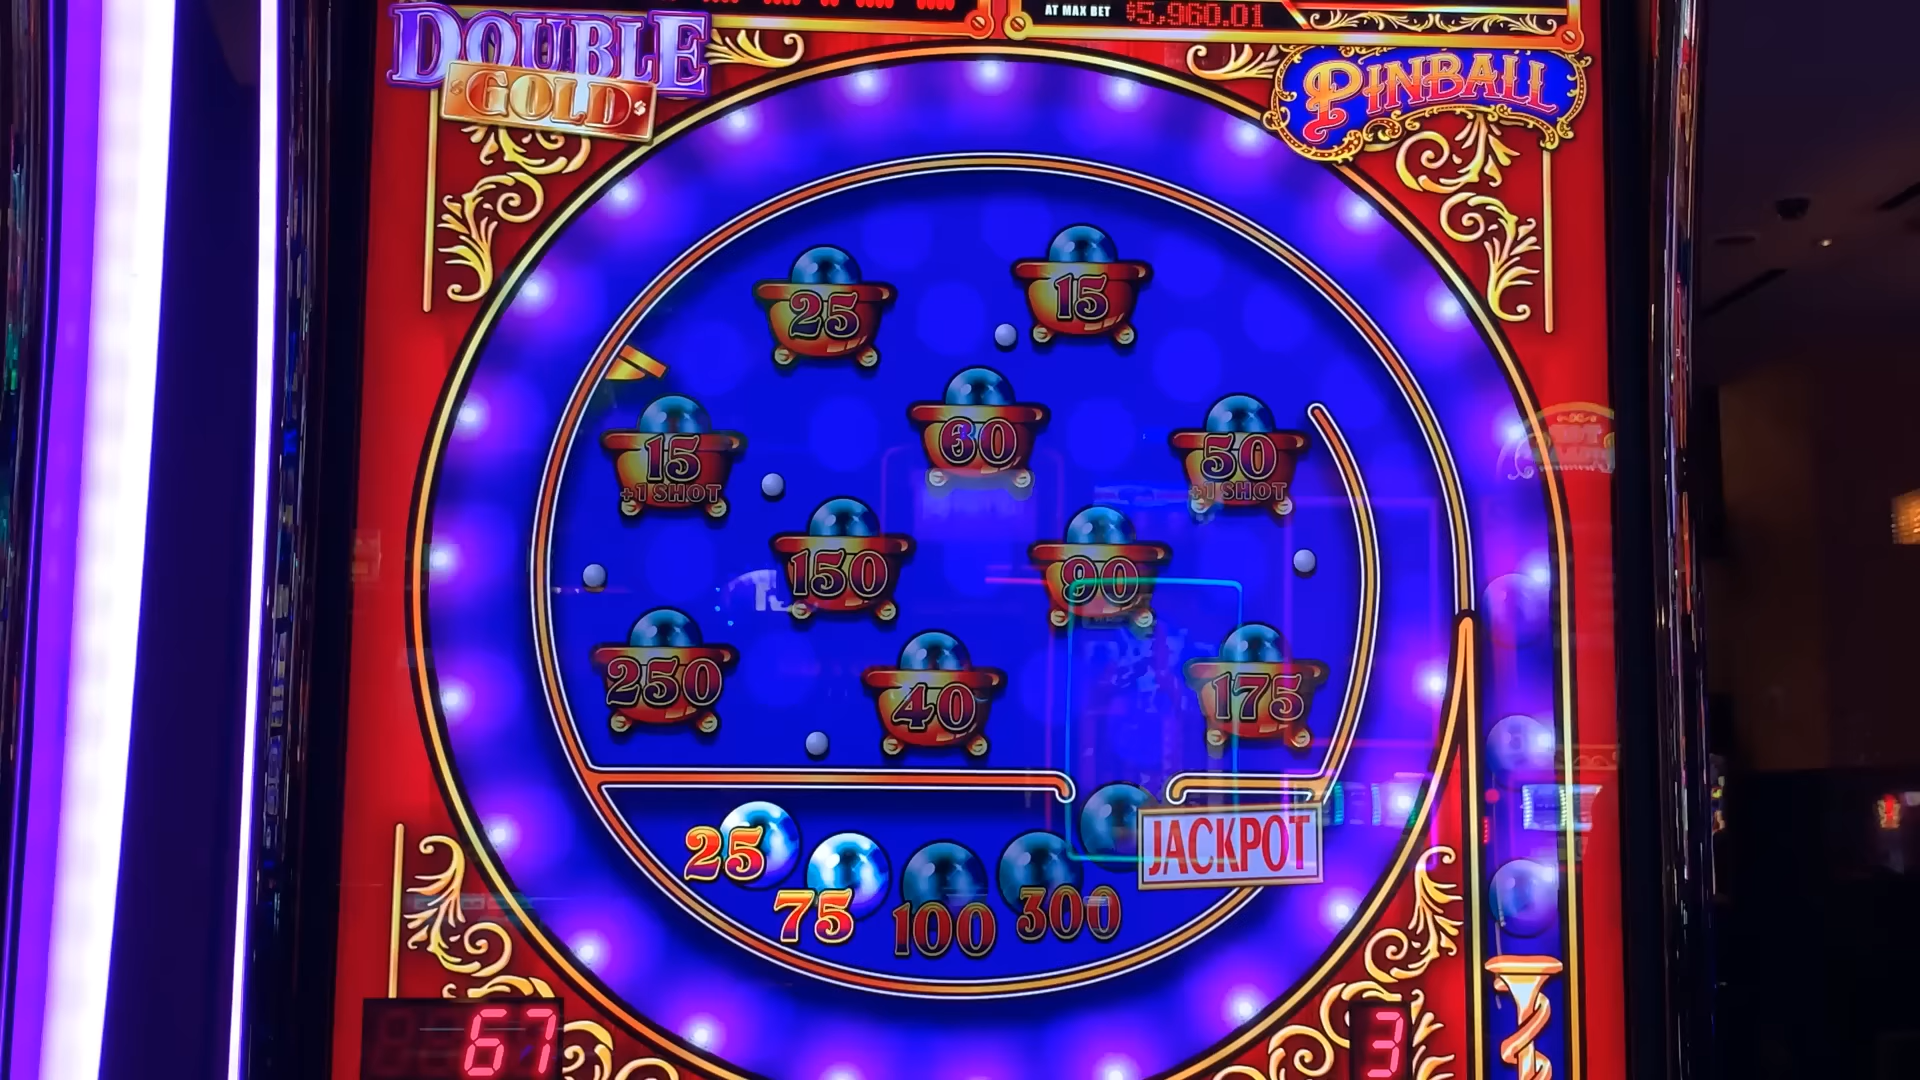 AT MAX BET $5,960.01
DOUBLE
GOLD
PINBALL
25
15
15
+1 SHOT
60
50
+1 SHOT
150
90
250
40
175
25
75
100
300
JACKPOT
67
3